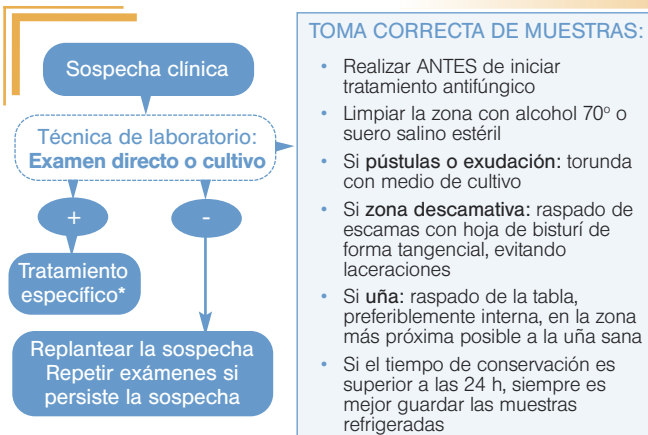 Sospecha clínica
Técnica de laboratorio:
Examen directo o cultivo
+
-
Tratamiento
específico*
Replantear la sospecha
Repetir exámenes si
persiste la sospecha
TOMA CORRECTA DE MUESTRAS:
• Realizar ANTES de iniciar
tratamiento antifúngico
• Limpiar la zona con alcohol 70º o
suero salino estéril
• Si pústulas o exudación: torunda
con medio de cultivo
• Si zona descamativa: raspado de
escamas con hoja de bisturí de
forma tangencial, evitando
laceraciones
• Si uña: raspado de la tabla,
preferiblemente interna, en la zona
más próxima posible a la uña sana
• Si el tiempo de conservación es
superior a las 24 h, siempre es
mejor guardar las muestras
refrigeradas